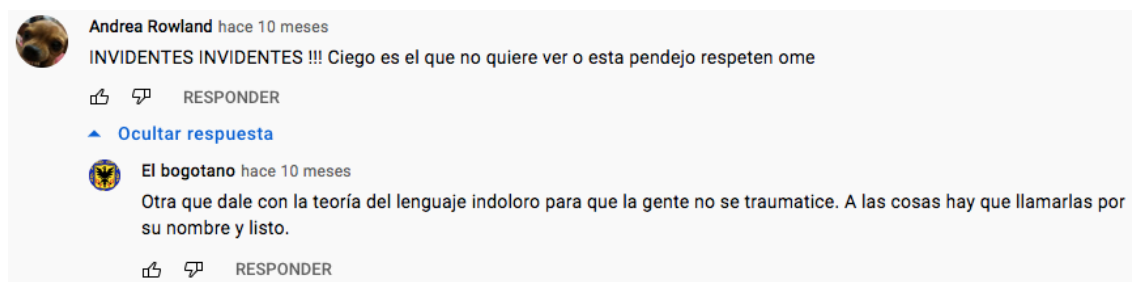 Andrea Rowland hace 10 meses
INVIDENTES INVIDENTES !!! Ciego es el que no quiere ver o esta pendejo respeten ome
RESPONDER
Ocultar respuesta
El bogotano hace 10 meses
Otra que dale con la teoría del lenguaje indoloro para que la gente no se traumatice. A las cosas hay que llamarlas por
su nombre y listo.
RESPONDER